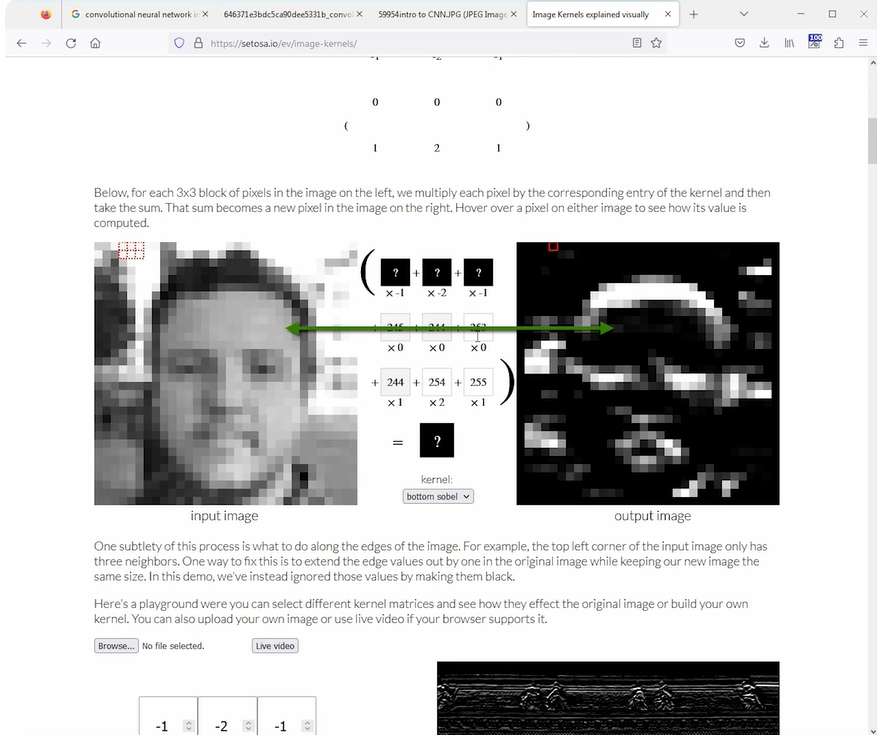 convolutional neural network i
646371e3bdc5ca90dee5331b_convol
59954intro to CNN.JPG (JPEG Image
Image Kernels explained visually
https://setosa.io/ev/image-kernels/
100
0 0 0
( )
1 2 1
Below, for each 3x3 block of pixels in the image on the left, we multiply each pixel by the corresponding entry of the kernel and then
take the sum. That sum becomes a new pixel in the image on the right. Hover over a pixel on either image to see how its value is
computed.
( ? + ? + ?
× -1 × -2 × -1
+ 245 + 244 + 253
× 0 × 0 × 0
+ 244 + 254 + 255 )
× 1 × 2 × 1
= ?
kernel:
bottom sobel
input image
output image
One subtlety of this process is what to do along the edges of the image. For example, the top left corner of the input image only has
three neighbors. One way to fix this is to extend the edge values out by one in the original image while keeping our new image the
same size. In this demo, we've instead ignored those values by making them black.
Here's a playground were you can select different kernel matrices and see how they effect the original image or build your own
kernel. You can also upload your own image or use live video if your browser supports it.
Browse... No file selected. Live video
-1 -2 -1